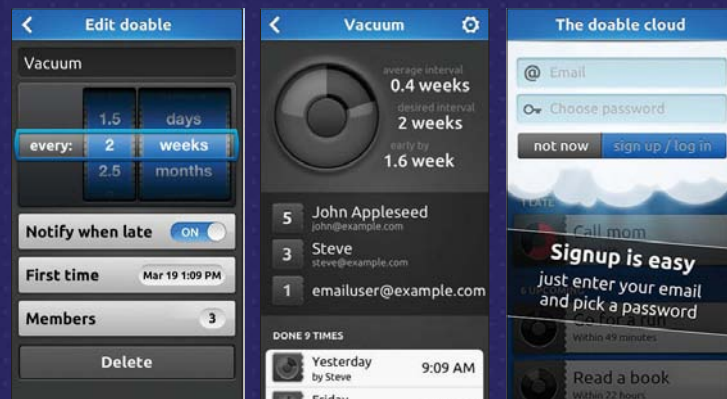 Edit doable
Vacuum
1.5 days
every: 2 weeks
2.5 months
Notify when late ON
First time Mar 19 1:09 PM
Members 3
Delete
Vacuum
average interval
0.4 weeks
desired interval
2 weeks
early by
1.6 week
5 John Appleseed
john@example.com
3 Steve
steve@example.com
1 emailuser@example.com
DONE 9 TIMES
Yesterday 9:09 AM
by Steve
Friday
The doable cloud
@ Email
Choose password
not now sign up / log in
1 LATE
Call mom
Signup is easy
just enter your email
and pick a password
6 UPCOMING
Go for a run
Within 49 minutes
Read a book
Within 22 hours